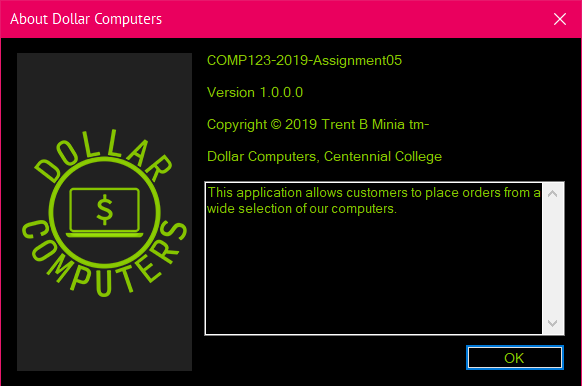 About Dollar Computers
COMP123-2019-Assignment05
Version 1.0.0.0
Copyright © 2019 Trent B Minia tm-
Dollar Computers, Centennial College
DOLLAR
$
COMPUTERS
This application allows customers to place orders from a
wide selection of our computers.
OK